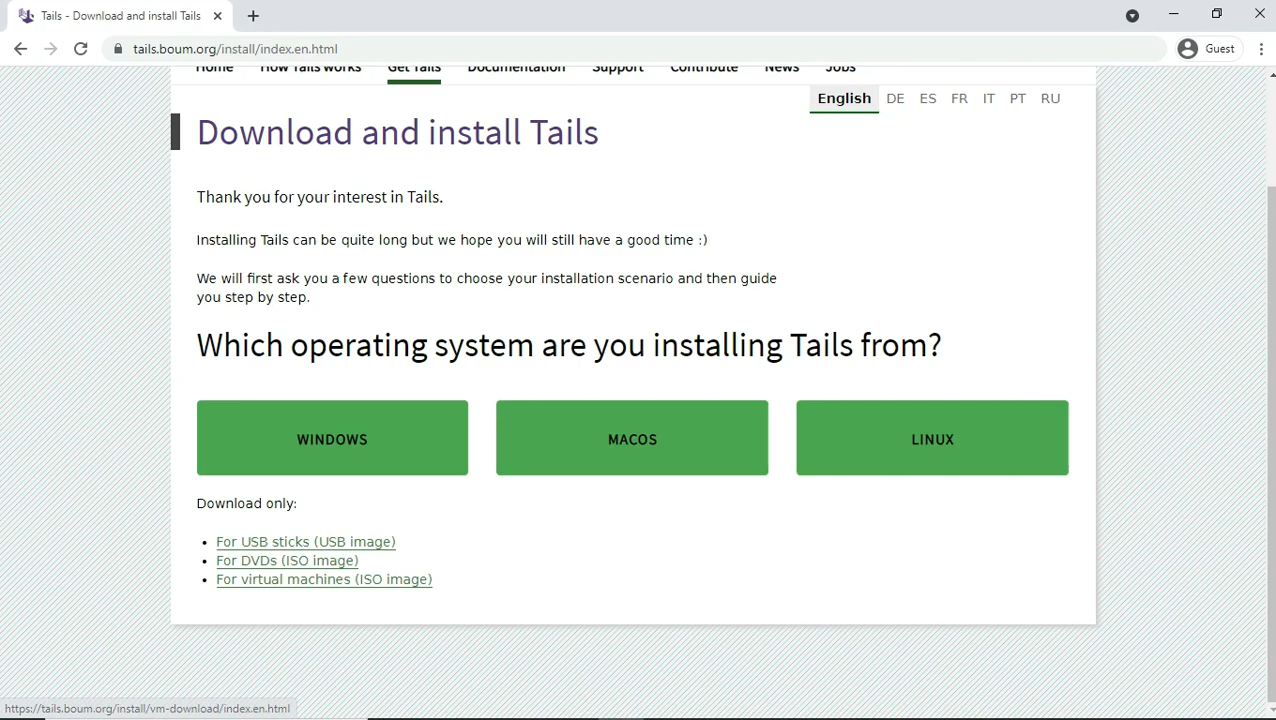 Tails - Download and install Tails
tails.boum.org/install/index.en.html
Guest
Home How Tails works Get Tails Documentation Support Contribute News Jobs
English DE ES FR IT PT RU
Download and install Tails
Thank you for your interest in Tails.
Installing Tails can be quite long but we hope you will still have a good time :)
We will first ask you a few questions to choose your installation scenario and then guide
you step by step.
Which operating system are you installing Tails from?
WINDOWS MACOS LINUX
Download only:
• For USB sticks (USB image)
• For DVDs (ISO image)
• For virtual machines (ISO image)
https://tails.boum.org/install/vm-download/index.en.html